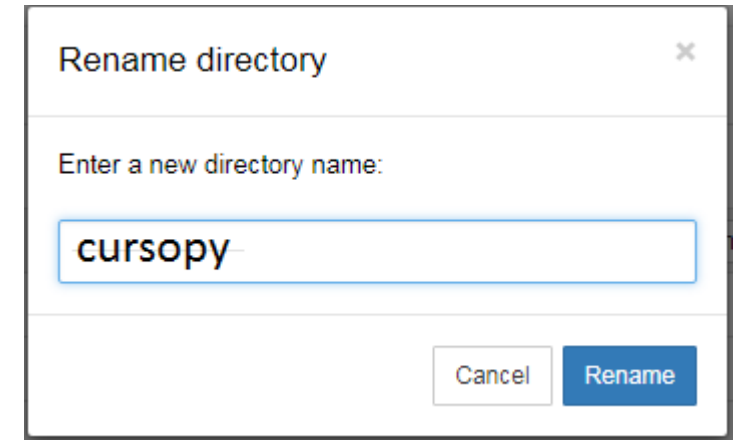 Rename directory ×
Enter a new directory name:
cursopy
Cancel Rename